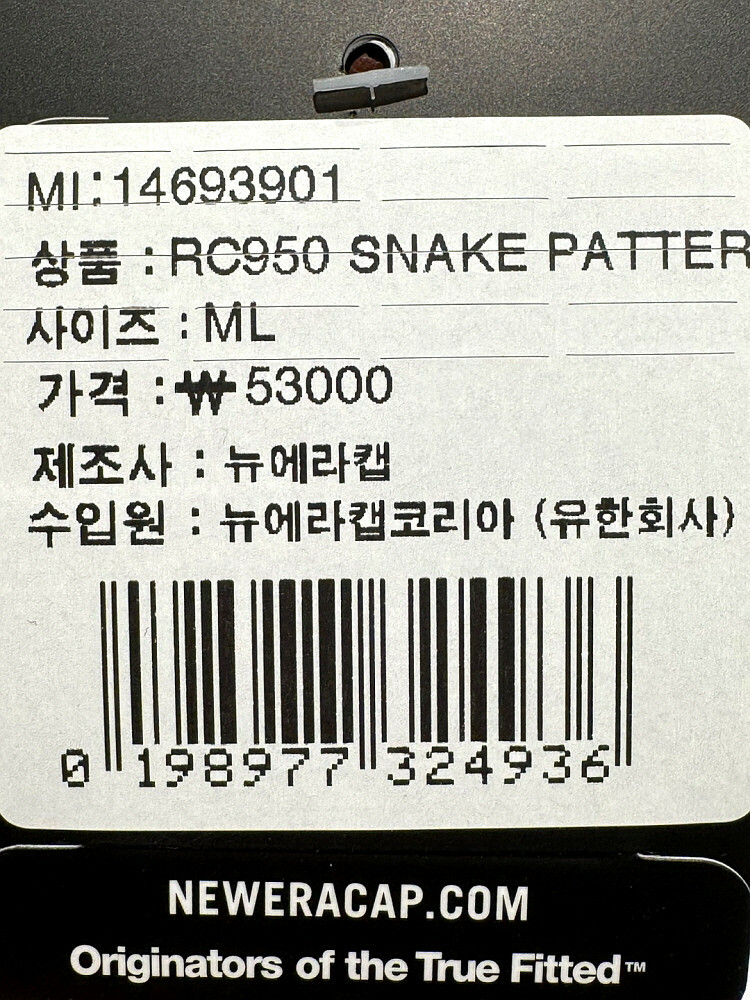 MI:14693901
상품 : RC950 SNAKE PATTER
사이즈 : ML
가격 : ₩ 53000
제조사 : 뉴에라캡
수입원 : 뉴에라캡코리아 (유한회사)
0 198977 324936
NEWERACAP.COM
Originators of the True Fitted™